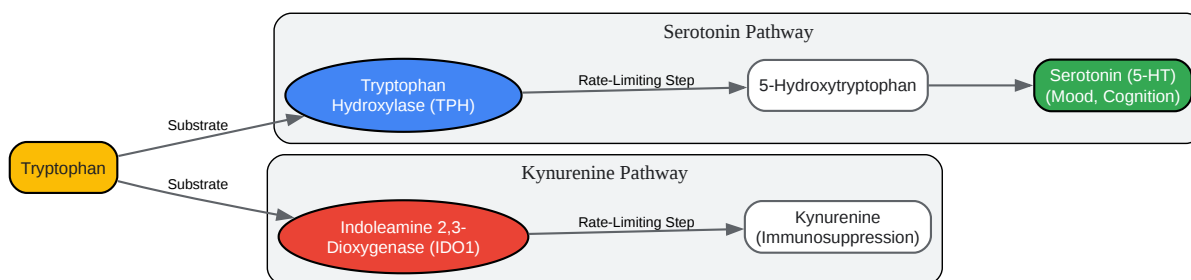 Serotonin Pathway
Tryptophan
Hydroxylase (TPH)
Rate-Limiting Step
5-Hydroxytryptophan
Serotonin (5-HT)
(Mood, Cognition)
Substrate
Tryptophan
Substrate
Kynurenine Pathway
Indoleamine 2,3-
Dioxygenase (IDO1)
Rate-Limiting Step
Kynurenine
(Immunosuppression)